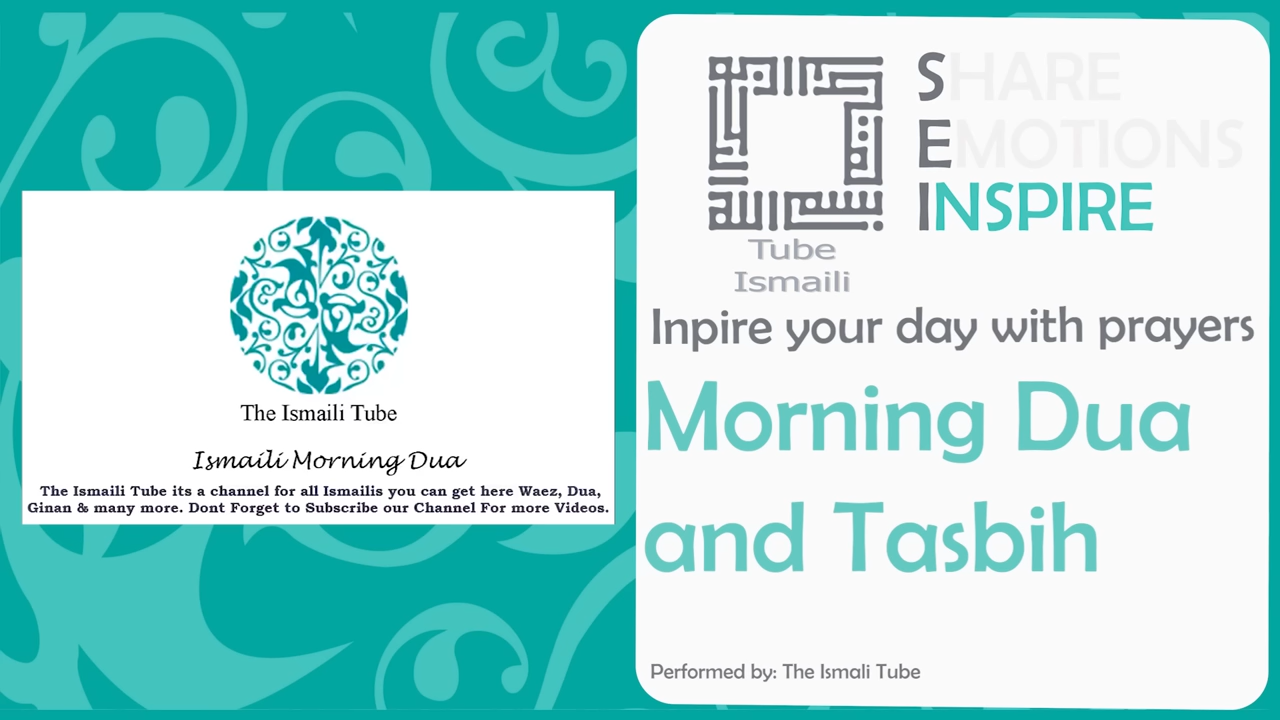 The Ismaili Tube
Ismaili Morning Dua
The Ismaili Tube its a channel for all Ismailis you can get here Waez, Dua,
Ginan & many more. Dont Forget to Subscribe our Channel For more Videos.
SHARE
EMOTIONS
INSPIRE
Tube
Ismaili
Inpire your day with prayers
Morning Dua
and Tasbih
Performed by: The Ismali Tube